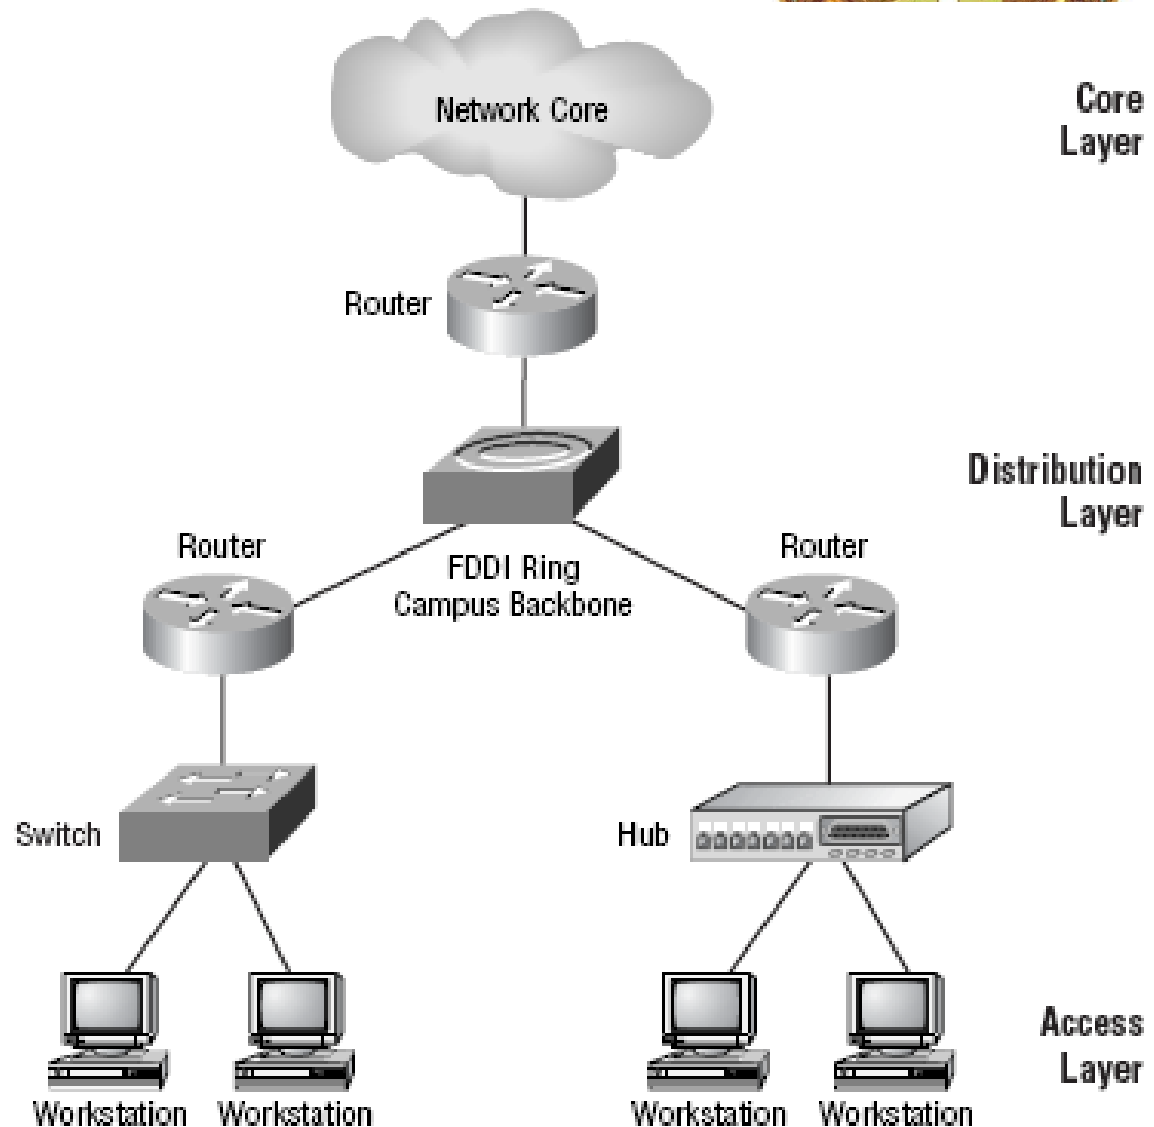 Network Core
Core
Layer
Router
Distribution
Layer
Router
Router
FDDI Ring
Campus Backbone
Switch
Hub
Access
Layer
Workstation
Workstation
Workstation
Workstation